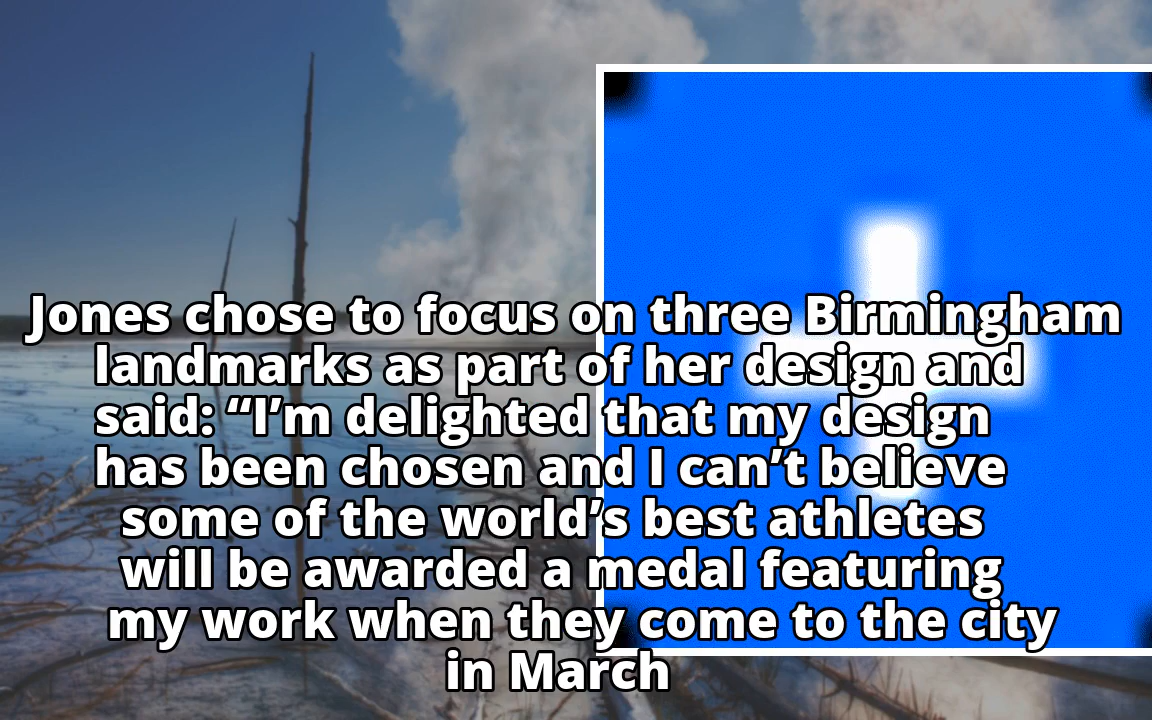 Jones chose to focus on three Birmingham
landmarks as part of her design and
said: “I’m delighted that my design
has been chosen and I can’t believe
some of the world’s best athletes
will be awarded a medal featuring
my work when they come to the city
in March